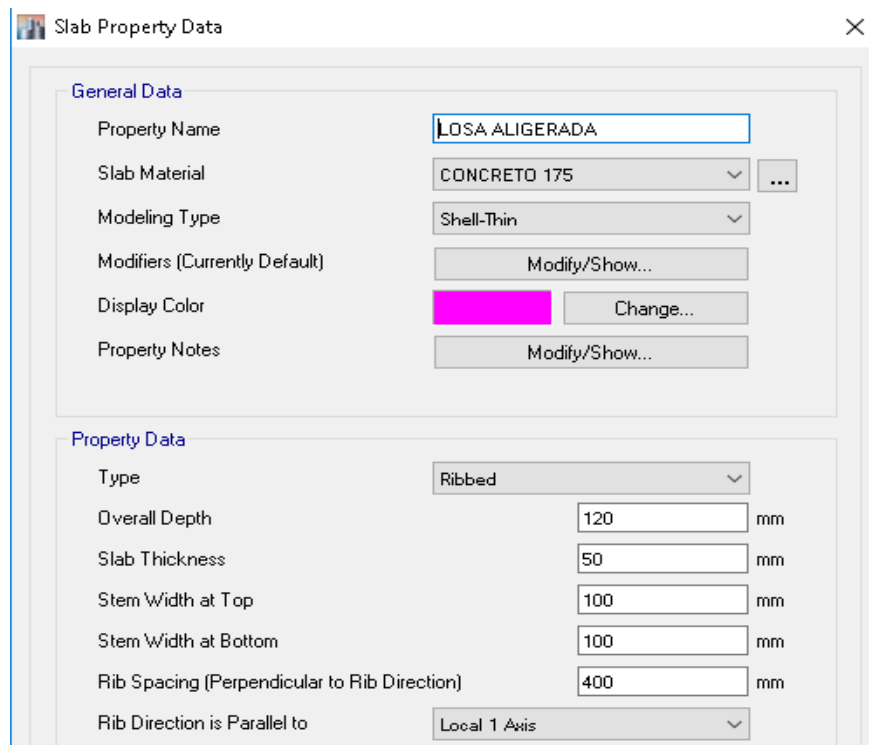 Slab Property Data
General Data
Property Name LOSA ALIGERADA
Slab Material CONCRETO 175 ...
Modeling Type Shell-Thin
Modifiers (Currently Default) Modify/Show...
Display Color Change...
Property Notes Modify/Show...
Property Data
Type Ribbed
Overall Depth 120 mm
Slab Thickness 50 mm
Stem Width at Top 100 mm
Stem Width at Bottom 100 mm
Rib Spacing (Perpendicular to Rib Direction) 400 mm
Rib Direction is Parallel to Local 1 Axis